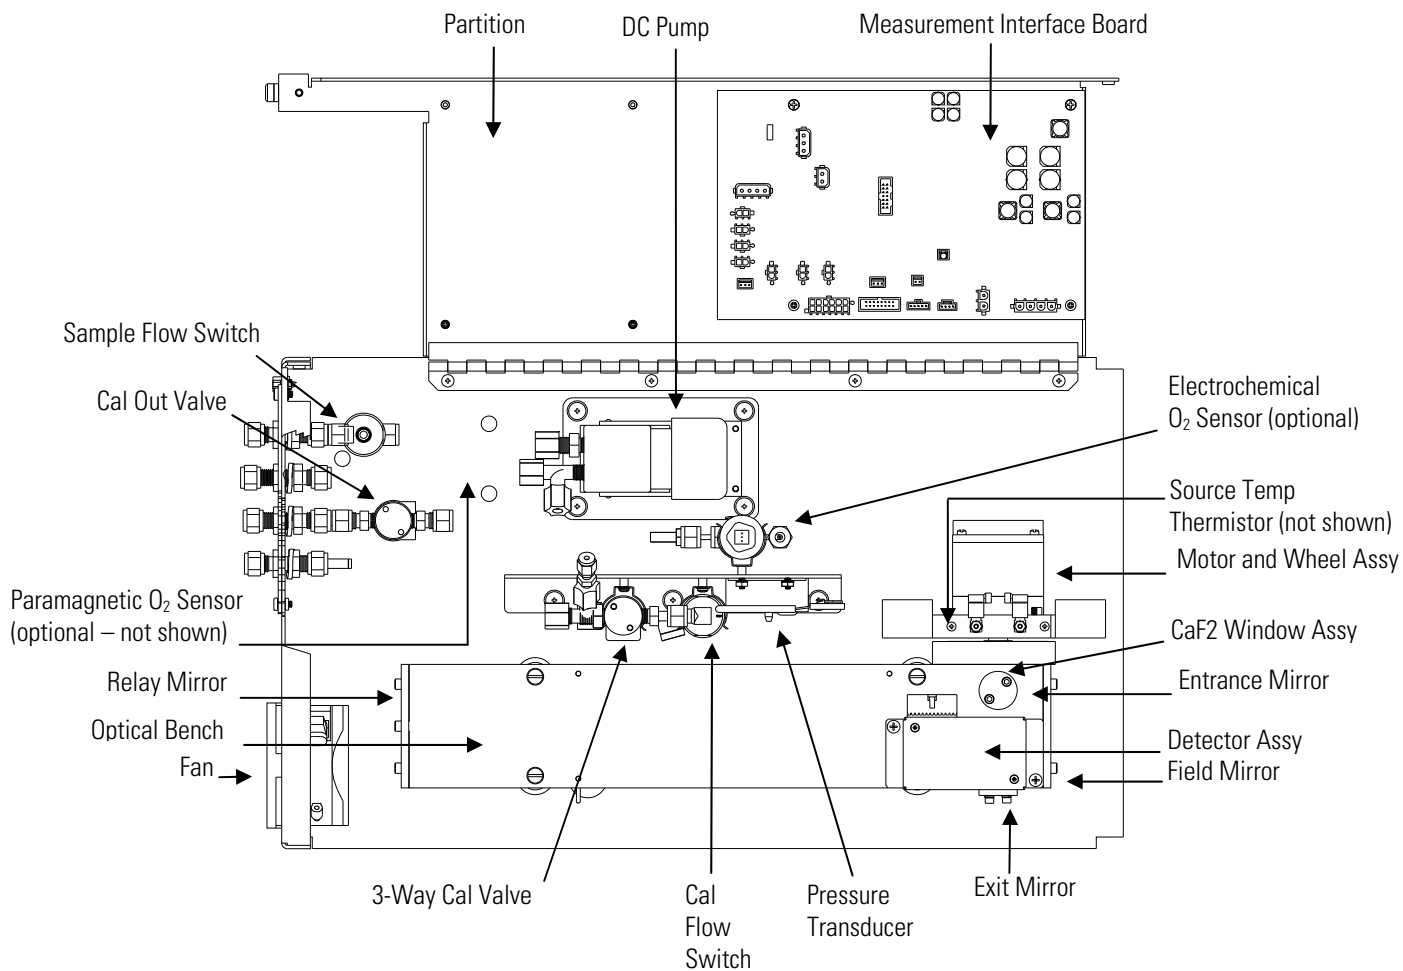 Partition
DC Pump
Measurement Interface Board
Sample Flow Switch
Cal Out Valve
Electrochemical
O₂ Sensor (optional)
Source Temp
Thermistor (not shown)
Motor and Wheel Assy
Paramagnetic O₂ Sensor
(optional – not shown)
CaF2 Window Assy
Relay Mirror
Entrance Mirror
Optical Bench
Detector Assy
Fan
Field Mirror
3-Way Cal Valve
Cal
Flow
Switch
Pressure
Transducer
Exit Mirror